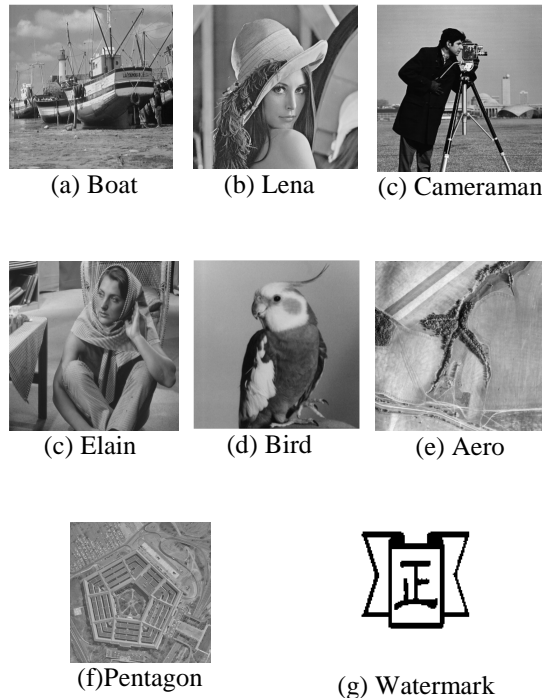 (a) Boat
(b) Lena
(c) Cameraman
(c) Elain
(d) Bird
(e) Aero
(f)Pentagon
正
(g) Watermark